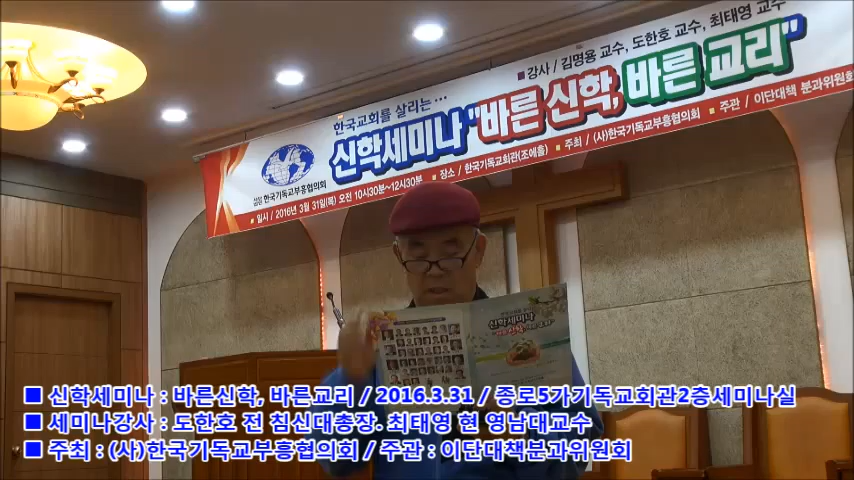 ■ 강사 / 김명용 교수, 도한호 교수, 최태영 교수
한국교회를 살리는 …
신학세미나 "바른 신학, 바른 교리"
한국기독교부흥협의회
■ 일시 / 2016년 3월 31일(목) 오전 10시30분~12시30분 ■ 장소 / 한국기독교회관(조에홀) ■ 주최 / (사)한국기독교부흥협의회 ■ 주관 / 이단대책 분과위원회
신학세미나
■ 신학세미나 : 바른신학, 바른교리 / 2016.3.31 / 종로5가기독교회관2층세미나실
■ 세미나강사 : 도한호 전 침신대총장. 최태영 현 영남대교수
■ 주최 : (사)한국기독교부흥협의회 / 주관 : 이단대책분과위원회